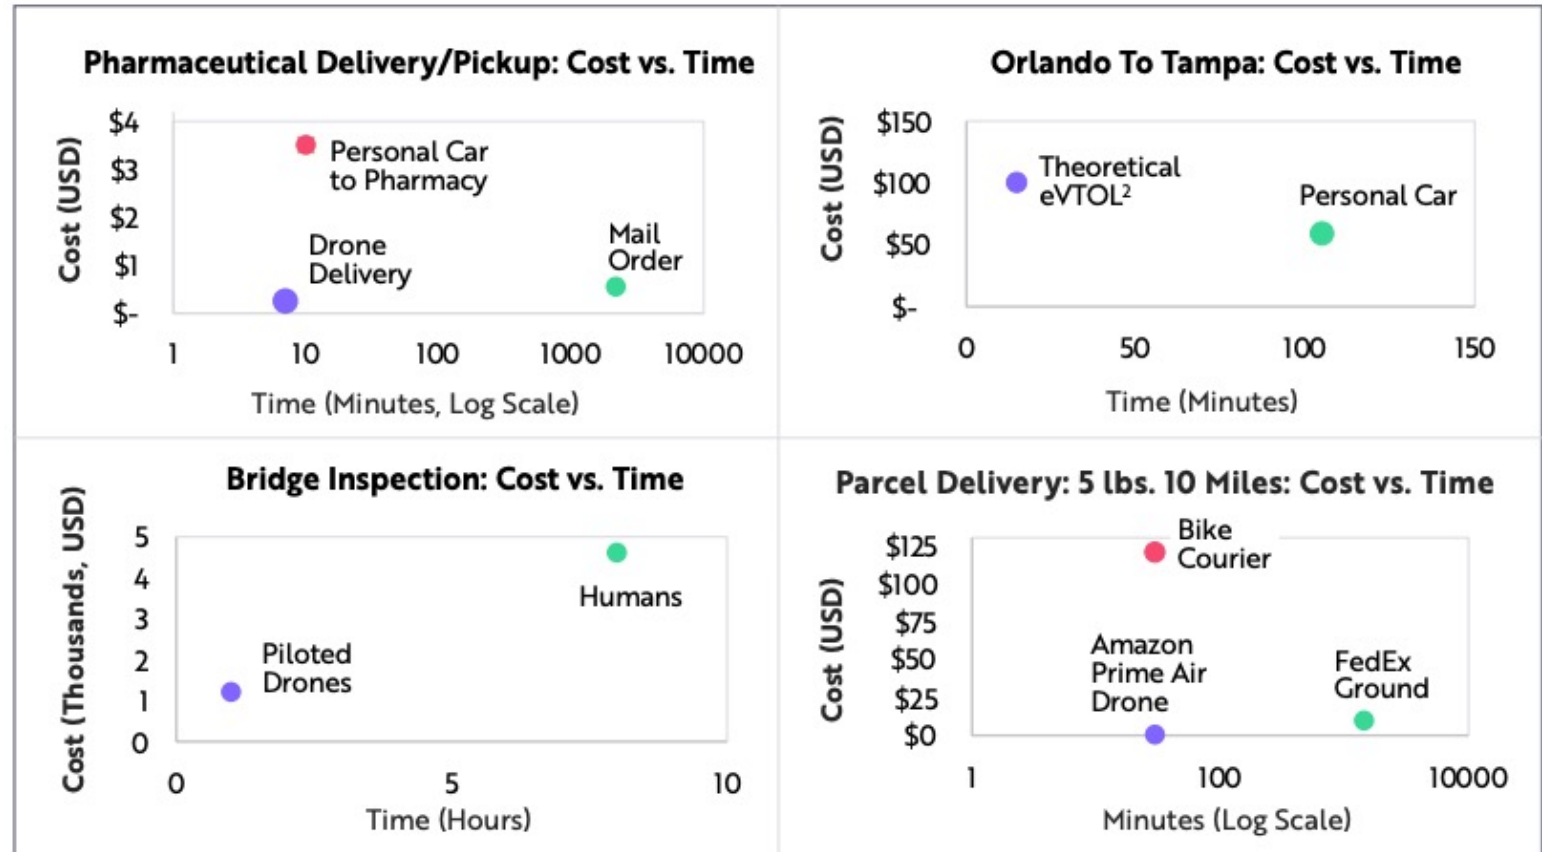 Pharmaceutical Delivery/Pickup: Cost vs. Time
Cost (USD)
$4
$3
$2
$1
$-
Personal Car
to Pharmacy
Drone
Delivery
Mail
Order
1
10
100
1000
10000
Time (Minutes, Log Scale)
Orlando To Tampa: Cost vs. Time
Cost (USD)
$150
$100
$50
$-
Theoretical
eVTOL²
Personal Car
0
50
100
150
Time (Minutes)
Bridge Inspection: Cost vs. Time
Cost (Thousands, USD)
5
4
3
2
1
0
Humans
Piloted
Drones
0
5
10
Time (Hours)
Parcel Delivery: 5 lbs. 10 Miles: Cost vs. Time
Cost (USD)
$125
$100
$75
$50
$25
$0
Bike
Courier
Amazon
Prime Air
Drone
FedEx
Ground
1
100
10000
Minutes (Log Scale)